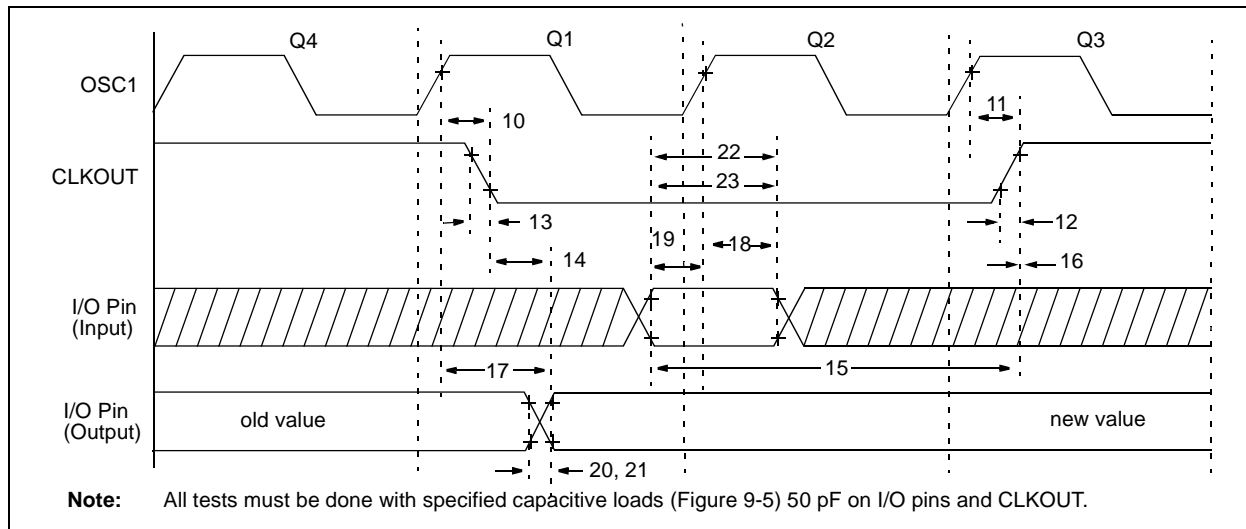 Q4 Q1 Q2 Q3
OSC1
10 11
22
CLKOUT
23
13 12
19 18
14 16
I/O Pin
(Input)
17 15
I/O Pin
(Output)
old value new value
20, 21
Note: All tests must be done with specified capacitive loads (Figure 9-5) 50 pF on I/O pins and CLKOUT.